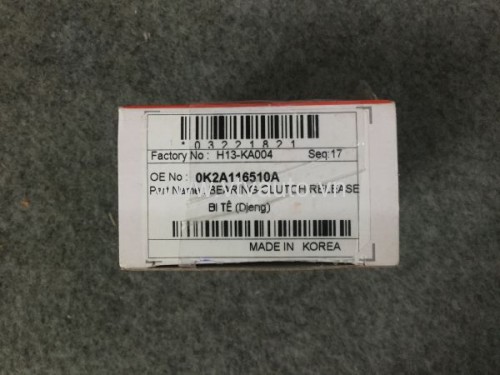 *03221821
Factory No : H13-KA004 Seq:17
OE No : 0K2A116510A
Part Name : BEARING-CLUTCH RELEASE
BI TÊ (Djeng)
MADE IN KOREA